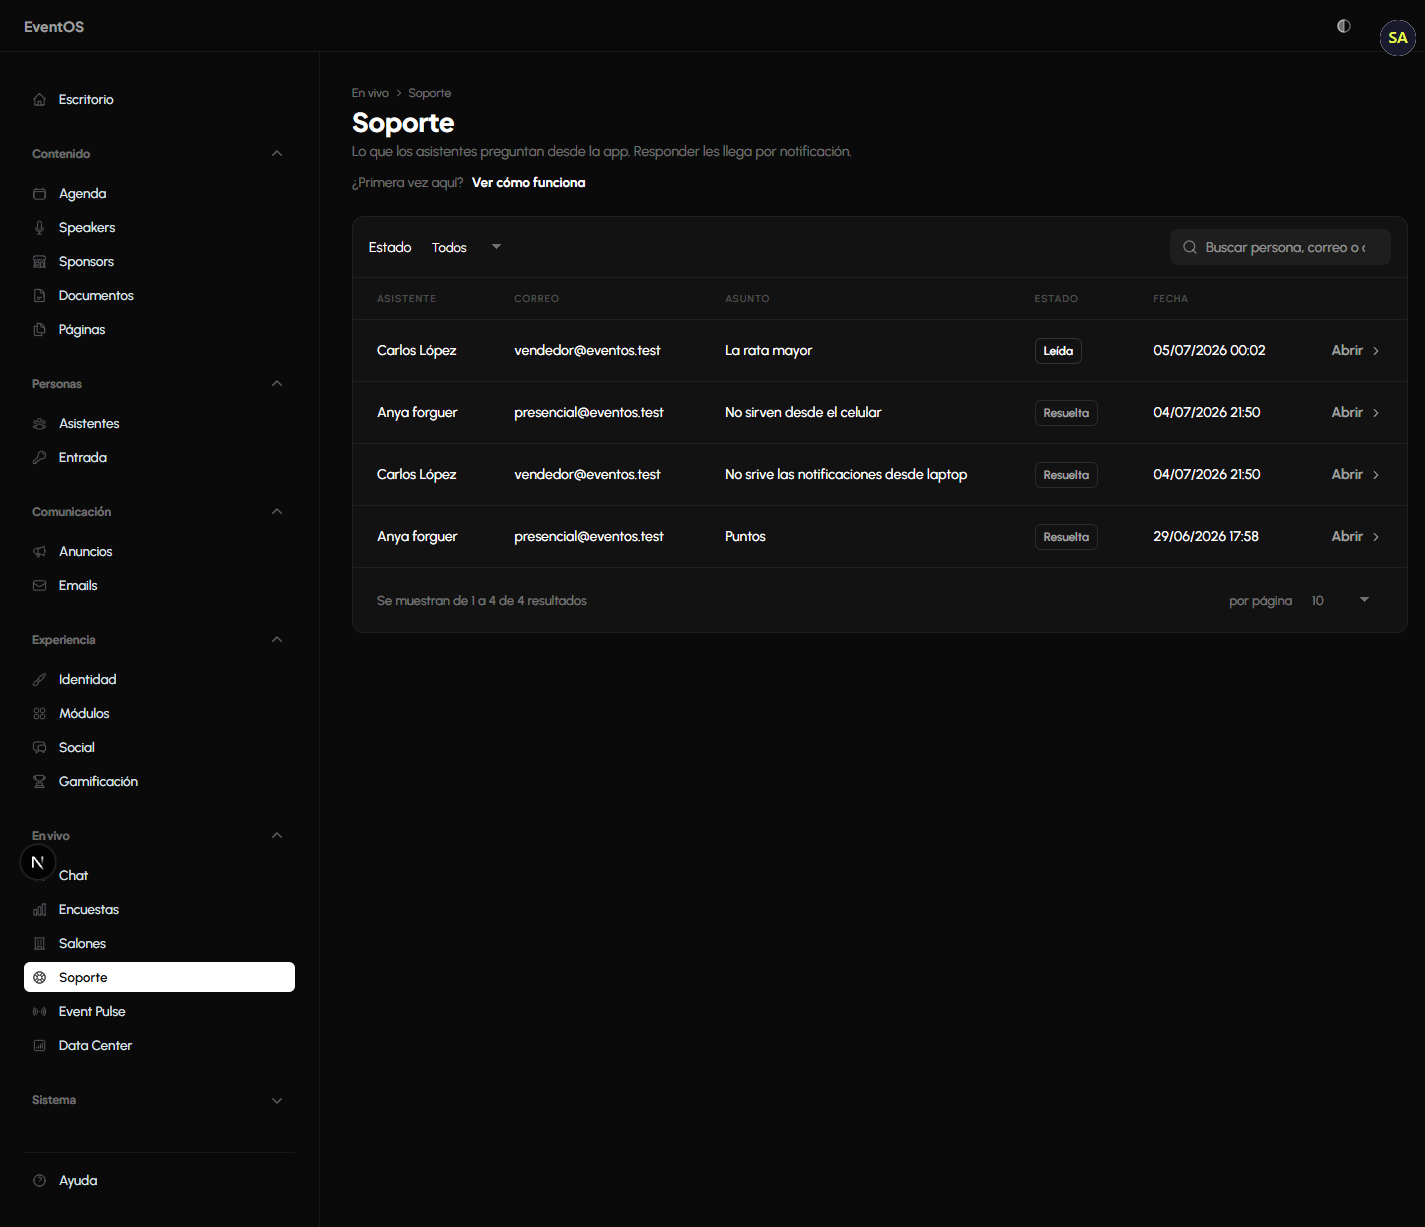 EventOS
SA
Escritorio
Contenido
Agenda
Speakers
Sponsors
Documentos
Páginas
Personas
Asistentes
Entrada
Comunicación
Anuncios
Emails
Experiencia
Identidad
Módulos
Social
Gamificación
En vivo
N
Chat
Encuestas
Salones
Soporte
Event Pulse
Data Center
Sistema
Ayuda
En vivo > Soporte
Soporte
Lo que los asistentes preguntan desde la app. Responder les llega por notificación.
¿Primera vez aquí? Ver cómo funciona
Estado Todos Buscar persona, correo o
ASISTENTE CORREO ASUNTO ESTADO FECHA
Carlos López vendedor@eventos.test La rata mayor Leída 05/07/2026 00:02 Abrir >
Anya forguer presencial@eventos.test No sirven desde el celular Resuelta 04/07/2026 21:50 Abrir >
Carlos López vendedor@eventos.test No srive las notificaciones desde laptop Resuelta 04/07/2026 21:50 Abrir >
Anya forguer presencial@eventos.test Puntos Resuelta 29/06/2026 17:58 Abrir >
Se muestran de 1 a 4 de 4 resultados por página 10